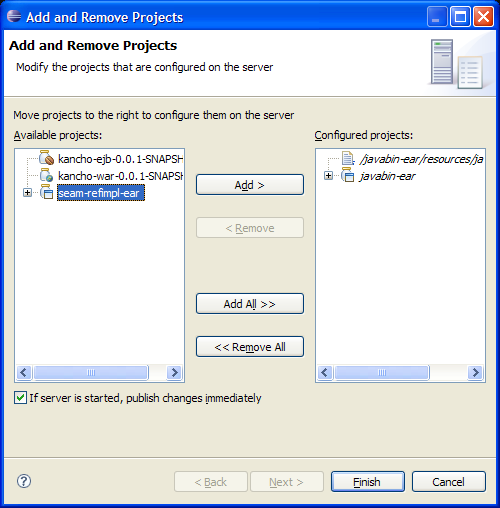 Add and Remove Projects
Add and Remove Projects
Modify the projects that are configured on the server
Move projects to the right to configure them on the server
Available projects:
Configured projects:
kancho-ejb-0.0.1-SNAPSH
kancho-war-0.0.1-SNAPSH
seam-refimpl-ear
/javabin-ear/resources/ja
javabin-ear
Add >
< Remove
Add All >>
<< Remove All
If server is started, publish changes immediately
?
< Back
Next >
Finish
Cancel